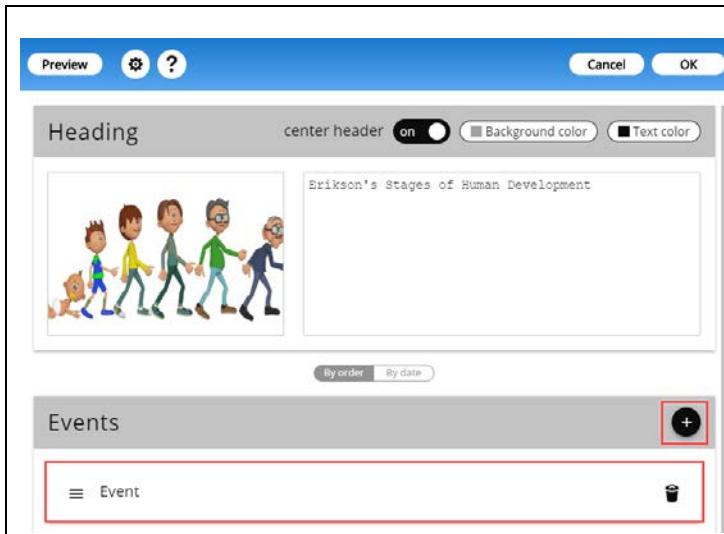 Preview ? Cancel OK
Heading center header on Background color Text color
Erikson's Stages of Human Development
By order By date
Events +
Event